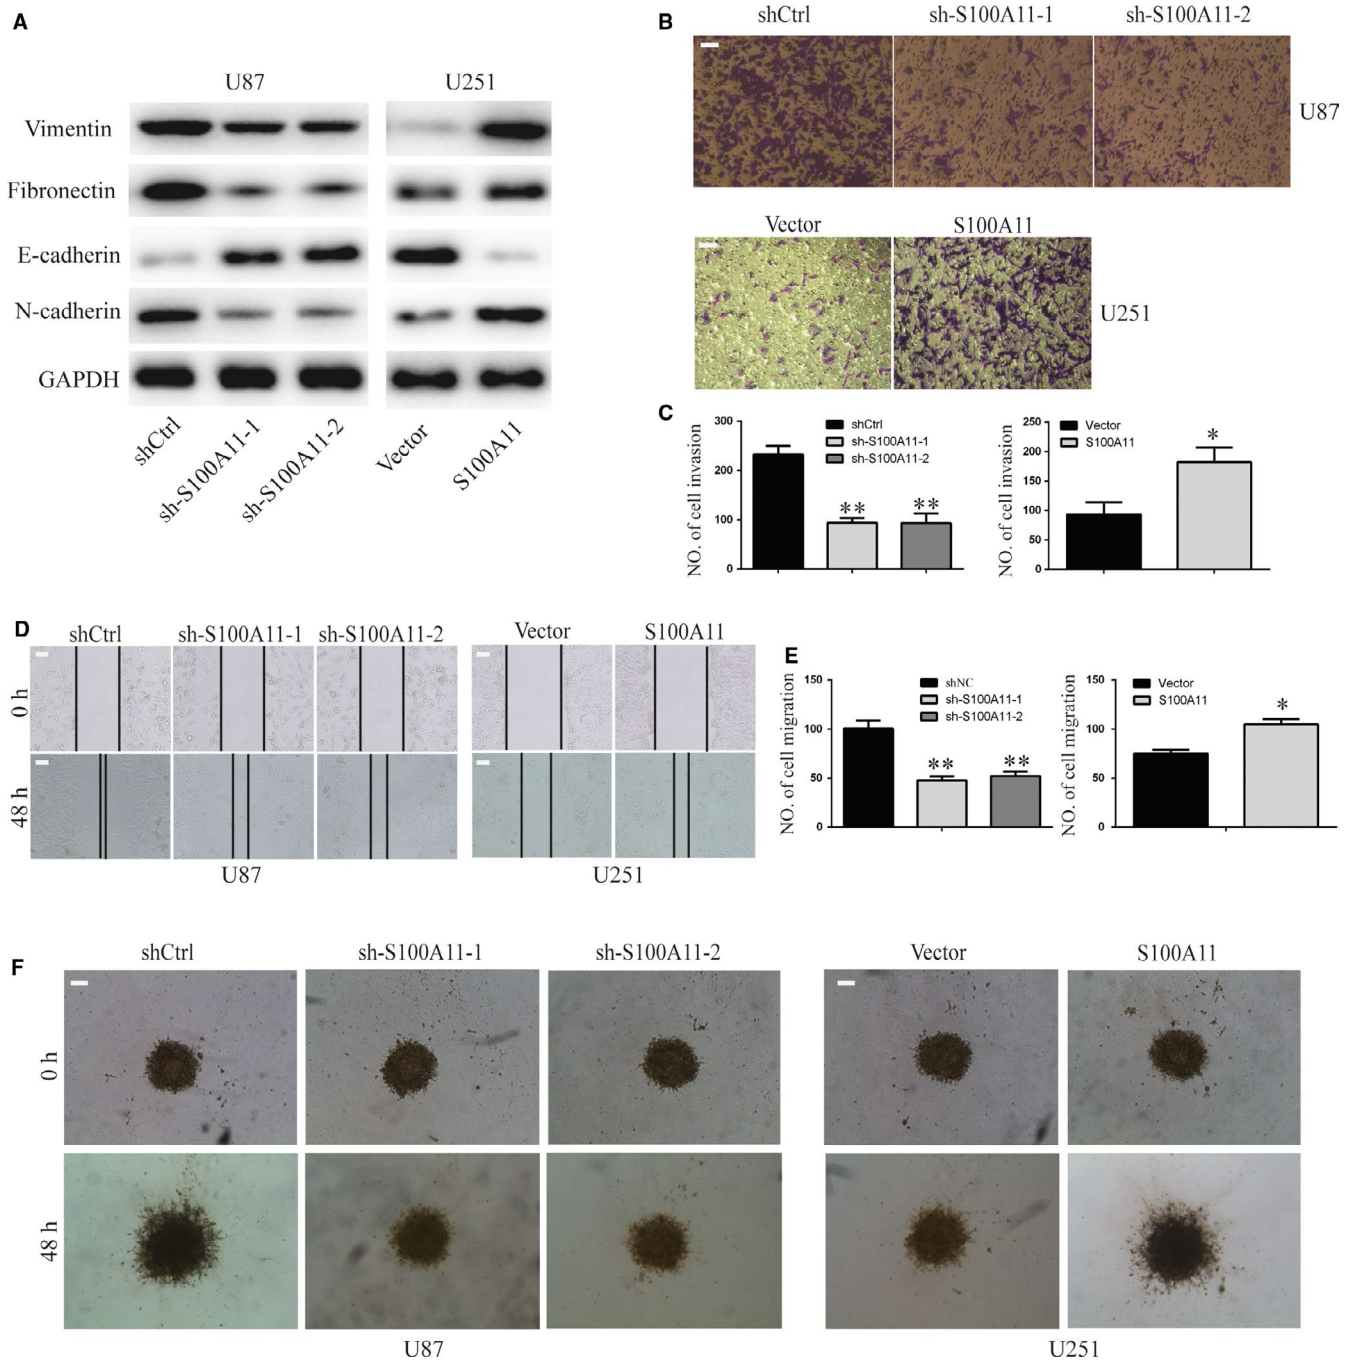 A
U87
U251
Vimentin
Fibronectin
E-cadherin
N-cadherin
GAPDH
shCtrl
sh-S100A11-1
sh-S100A11-2
Vector
S100A11
B
shCtrl
sh-S100A11-1
sh-S100A11-2
U87
Vector
S100A11
U251
C
NO. of cell invasion
300
200
100
0
shCtrl
sh-S100A11-1
sh-S100A11-2
**
**
NO. of cell invasion
250
200
150
100
50
0
Vector
S100A11
*
D
shCtrl
sh-S100A11-1
sh-S100A11-2
Vector
S100A11
0 h
48 h
U87
U251
E
NO. of cell migration
150
100
50
0
shNC
sh-S100A11-1
sh-S100A11-2
**
**
NO. of cell migration
150
100
50
0
Vector
S100A11
*
F
shCtrl
sh-S100A11-1
sh-S100A11-2
Vector
S100A11
0 h
48 h
U87
U251